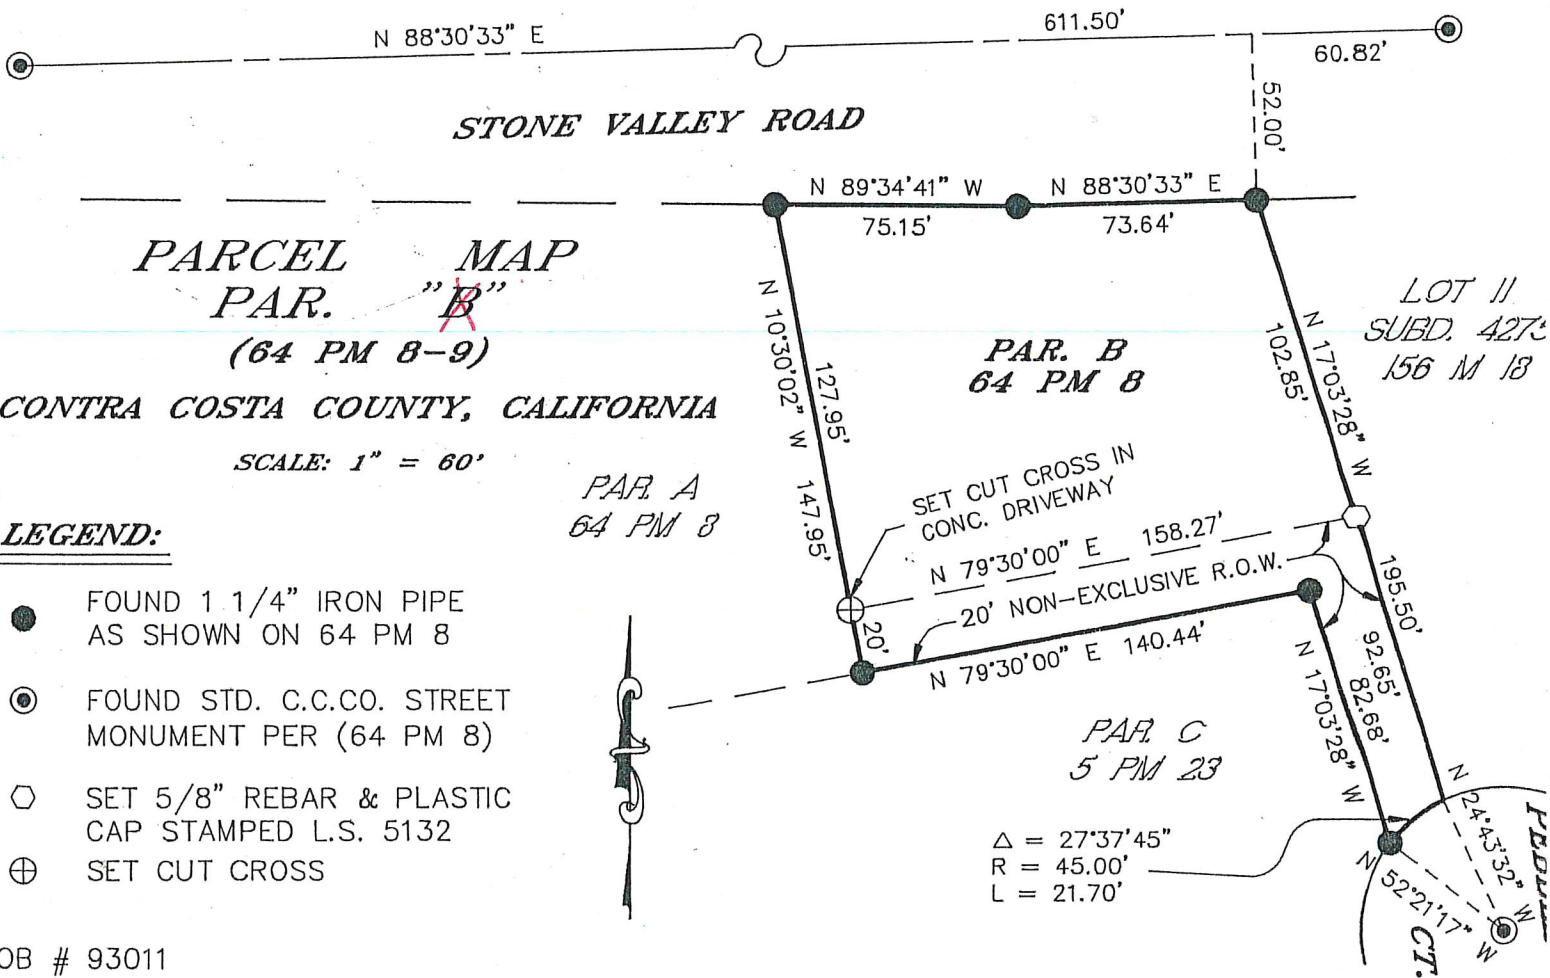 N 88°30'33" E
611.50'
60.82'
52.00'
STONE VALLEY ROAD
N 89°34'41" W
75.15'
N 88°30'33" E
73.64'
PARCEL MAP
PAR. "B"
(64 PM 8-9)
CONTRA COSTA COUNTY, CALIFORNIA
SCALE: 1" = 60'
N 10°30'02" W
127.95'
147.95'
PAR. B
64 PM 8
N 17°03'28" W
102.85'
LOT 11
SUBD. 4275
156 M 18
PAR. A
64 PM 8
SET CUT CROSS IN
CONC. DRIVEWAY
N 79°30'00" E 158.27'
20' NON-EXCLUSIVE R.O.W.
20'
N 79°30'00" E 140.44'
195.50'
92.65'
82.68'
N 17°03'28" W
LEGEND:
FOUND 1 1/4" IRON PIPE
AS SHOWN ON 64 PM 8
FOUND STD. C.C.CO. STREET
MONUMENT PER (64 PM 8)
SET 5/8" REBAR & PLASTIC
CAP STAMPED L.S. 5132
SET CUT CROSS
PAR. C
5 PM 23
Δ = 27°37'45"
R = 45.00'
L = 21.70'
N 24°43'32" W
N 52°21'17" W
CT.
OB # 93011